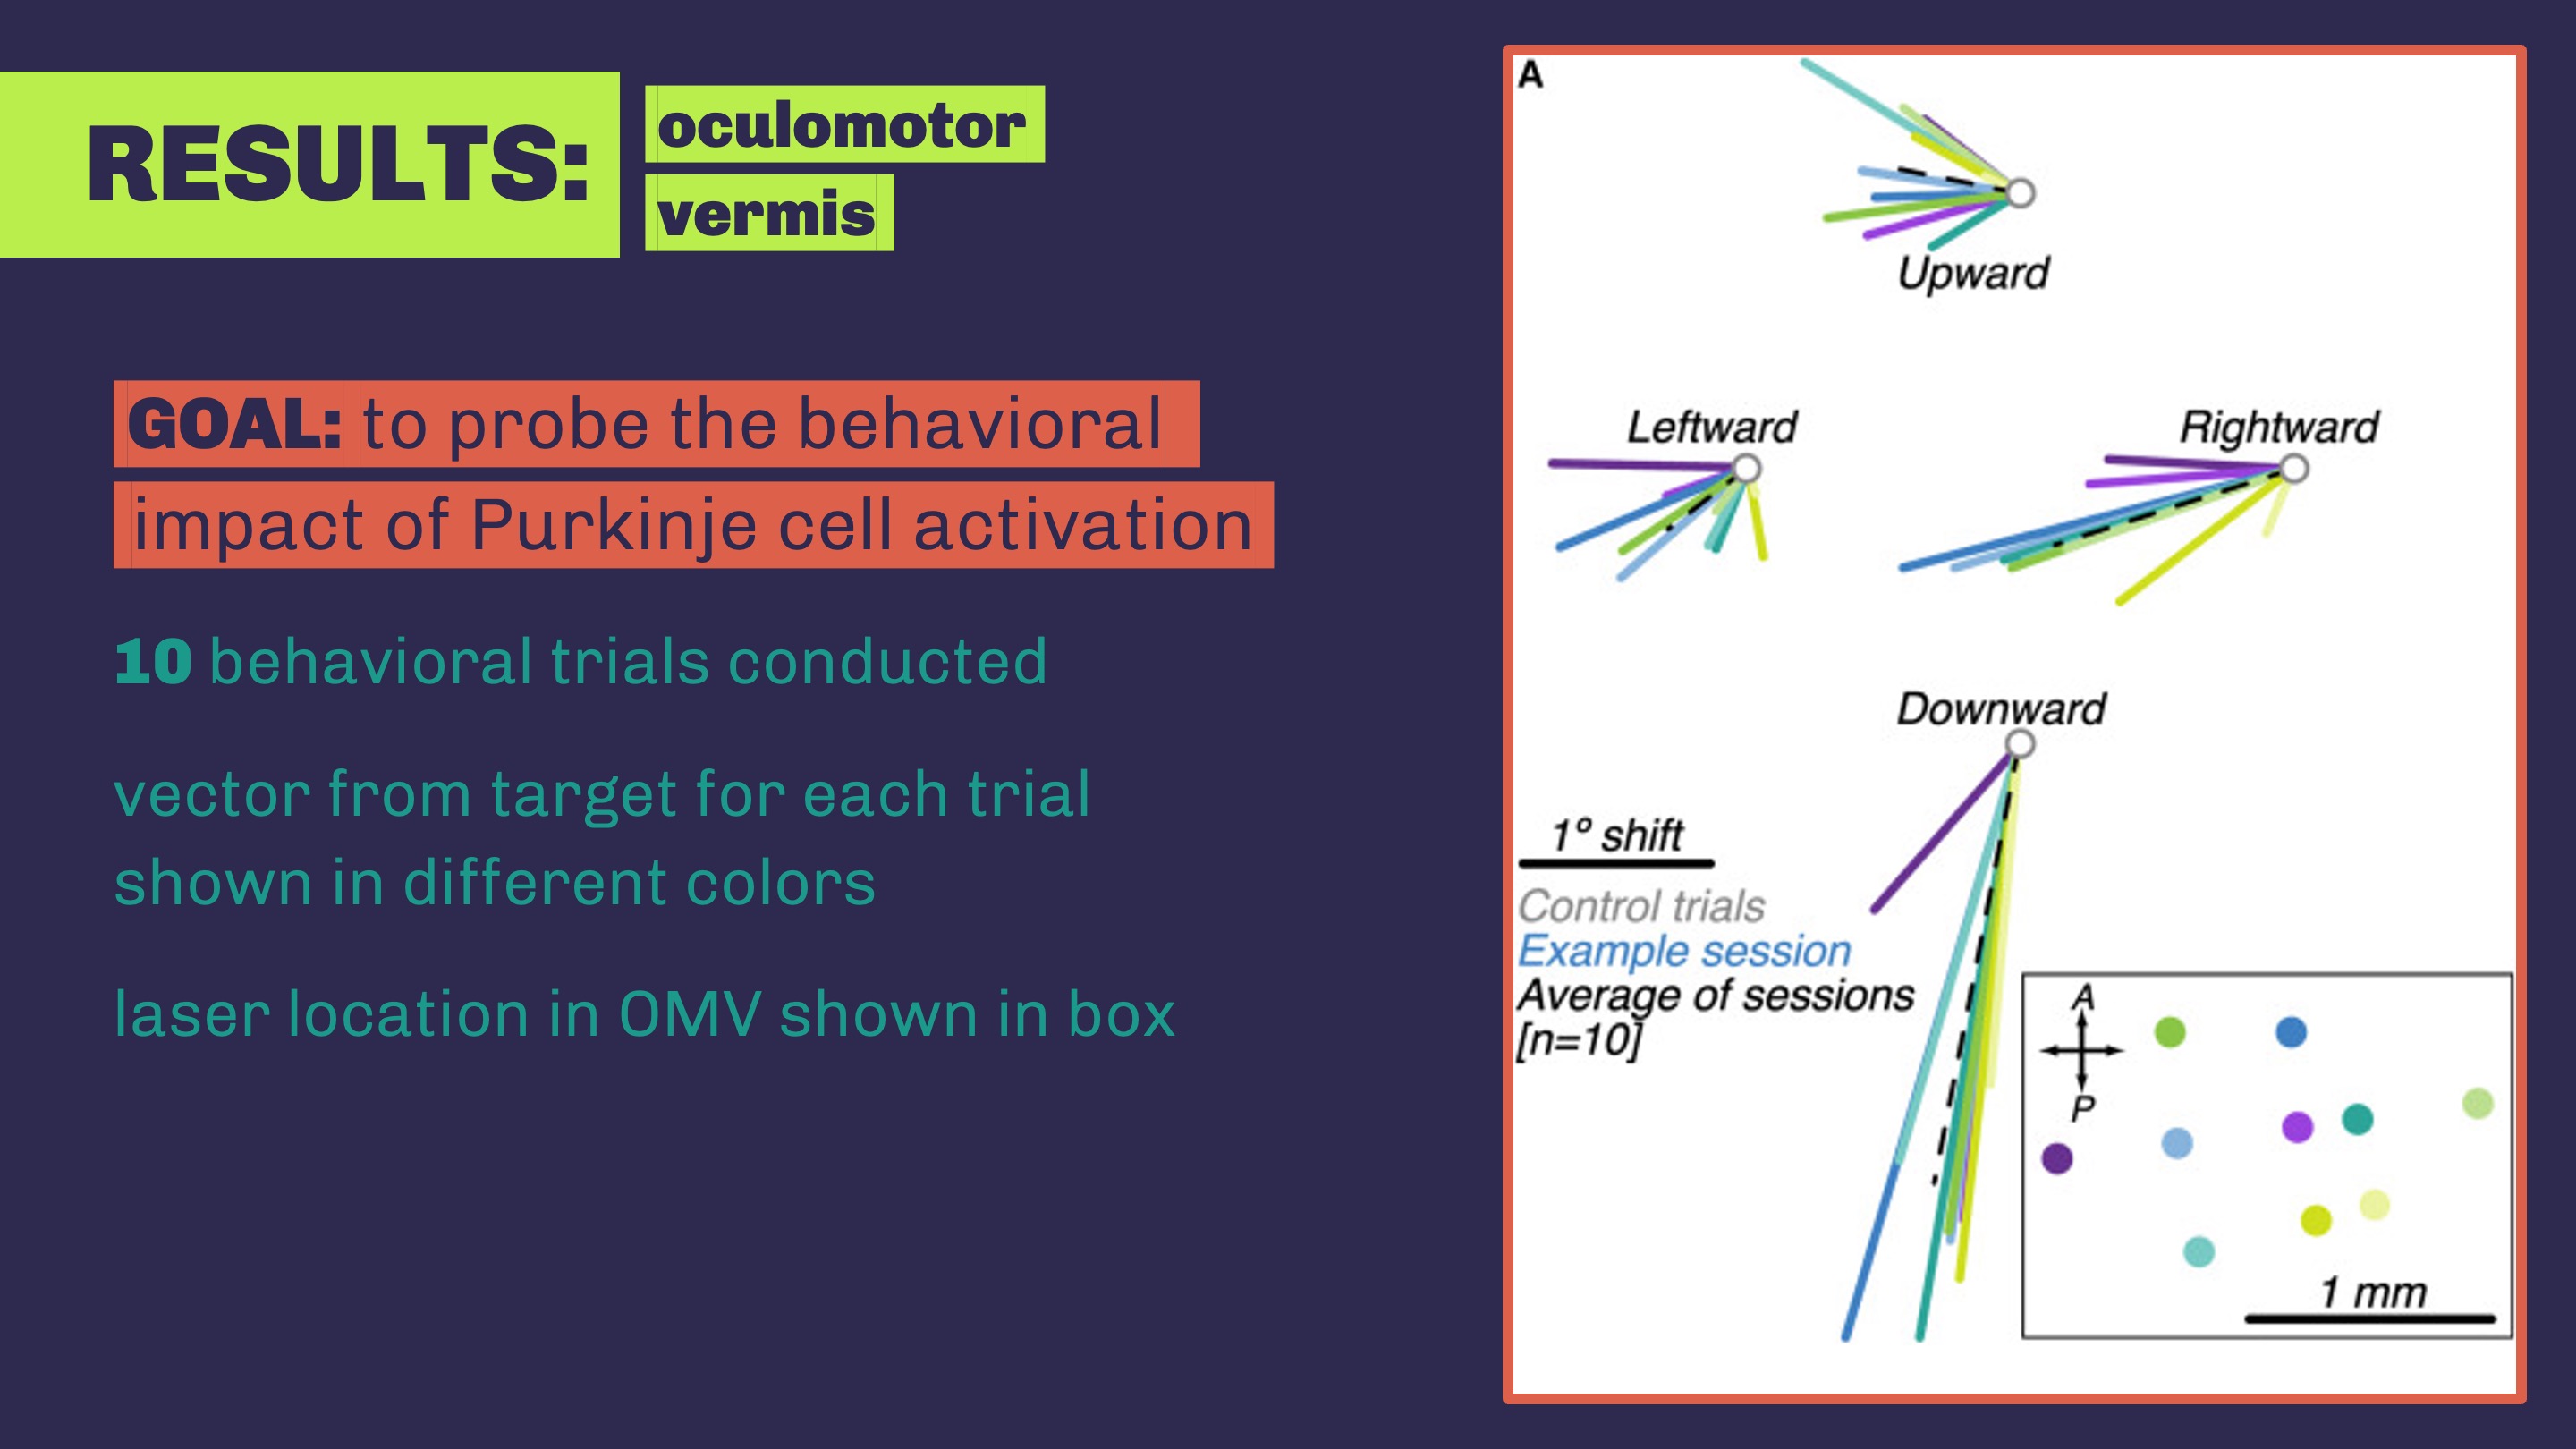 RESULTS:
oculomotor
vermis
GOAL: to probe the behavioral
impact of Purkinje cell activation
10 behavioral trials conducted
vector from target for each trial
shown in different colors
laser location in OMV shown in box
A
Upward
Leftward
Rightward
Downward
1º shift
Control trials
Example session
Average of sessions
[n=10]
A
P
1 mm